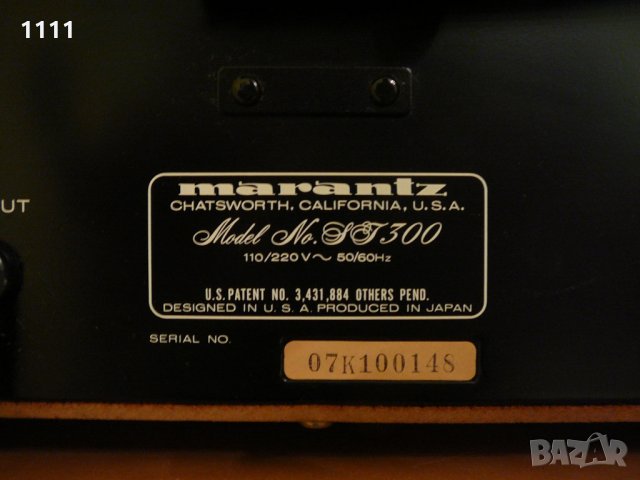 1111
UT
marantz
CHATSWORTH, CALIFORNIA, U.S.A.
Model No. ST300
110/220V～ 50/60Hz
U.S. PATENT NO. 3,431,884 OTHERS PEND.
DESIGNED IN U.S.A. PRODUCED IN JAPAN
SERIAL NO.
07K100148
BAZAR